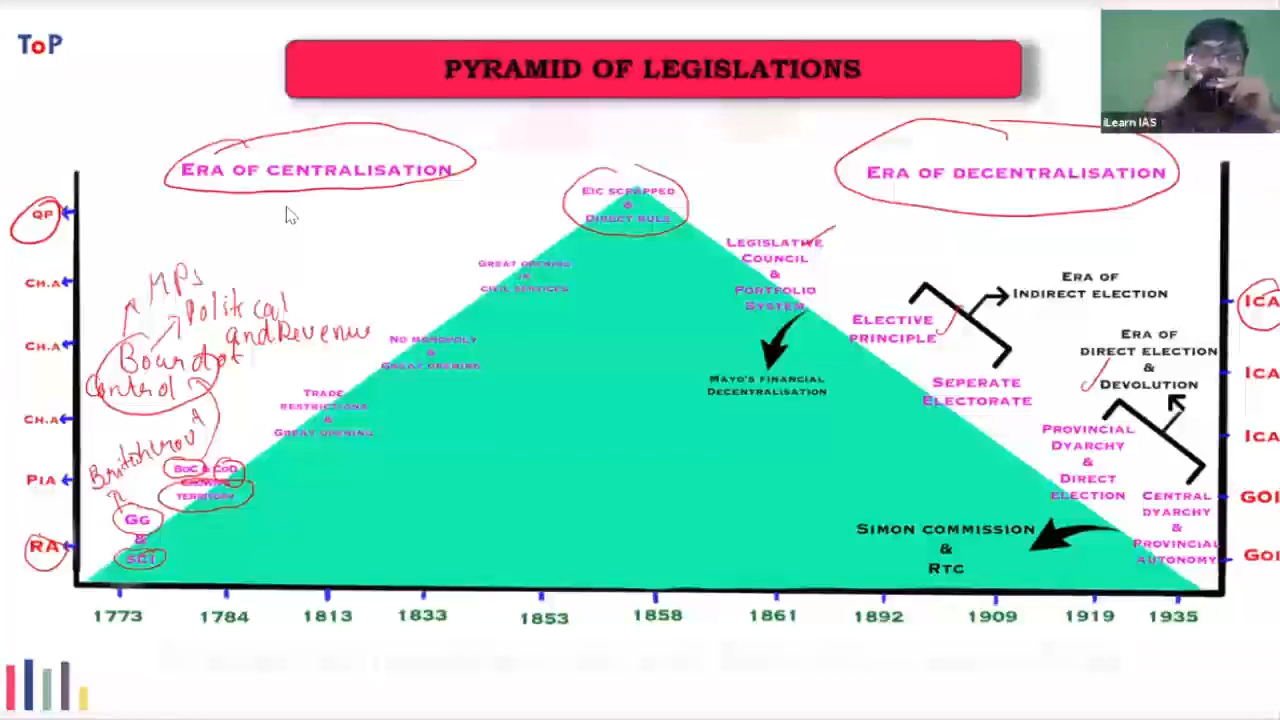 ToP
PYRAMID OF LEGISLATIONS
iLearn IAS
ERA OF CENTRALISATION
ERA OF DECENTRALISATION
QP
CH.A
CH.A
CH.A
PIA
RA
MPs
Political
and Revenue
Board of
Control
GG
&
SCT
BOC & COD
TERRITORY
TRADE
RESTRICTIONS
&
GREAT OPENING
NO MONOPOLY
&
GREAT OPENING
GREAT OPENING
IN
CIVIL SERVICES
EIC SCRAPPED
&
DIRECT RULE
LEGISLATIVE
COUNCIL
&
PORTFOLIO
SYSTEM
MAYO'S FINANCIAL
DECENTRALISATION
ELECTIVE
PRINCIPLE
ERA OF
INDIRECT ELECTION
SEPERATE
ELECTORATE
ERA OF
DIRECT ELECTION
&
DEVOLUTION
PROVINCIAL
DYARCHY
&
DIRECT
ELECTION
CENTRAL
DYARCHY
&
PROVINCIAL
AUTONOMY
SIMON COMMISSION
&
RTC
ICA
ICA
ICA
GOI
GOI
1773 1784 1813 1833 1853 1858 1861 1892 1909 1919 1935